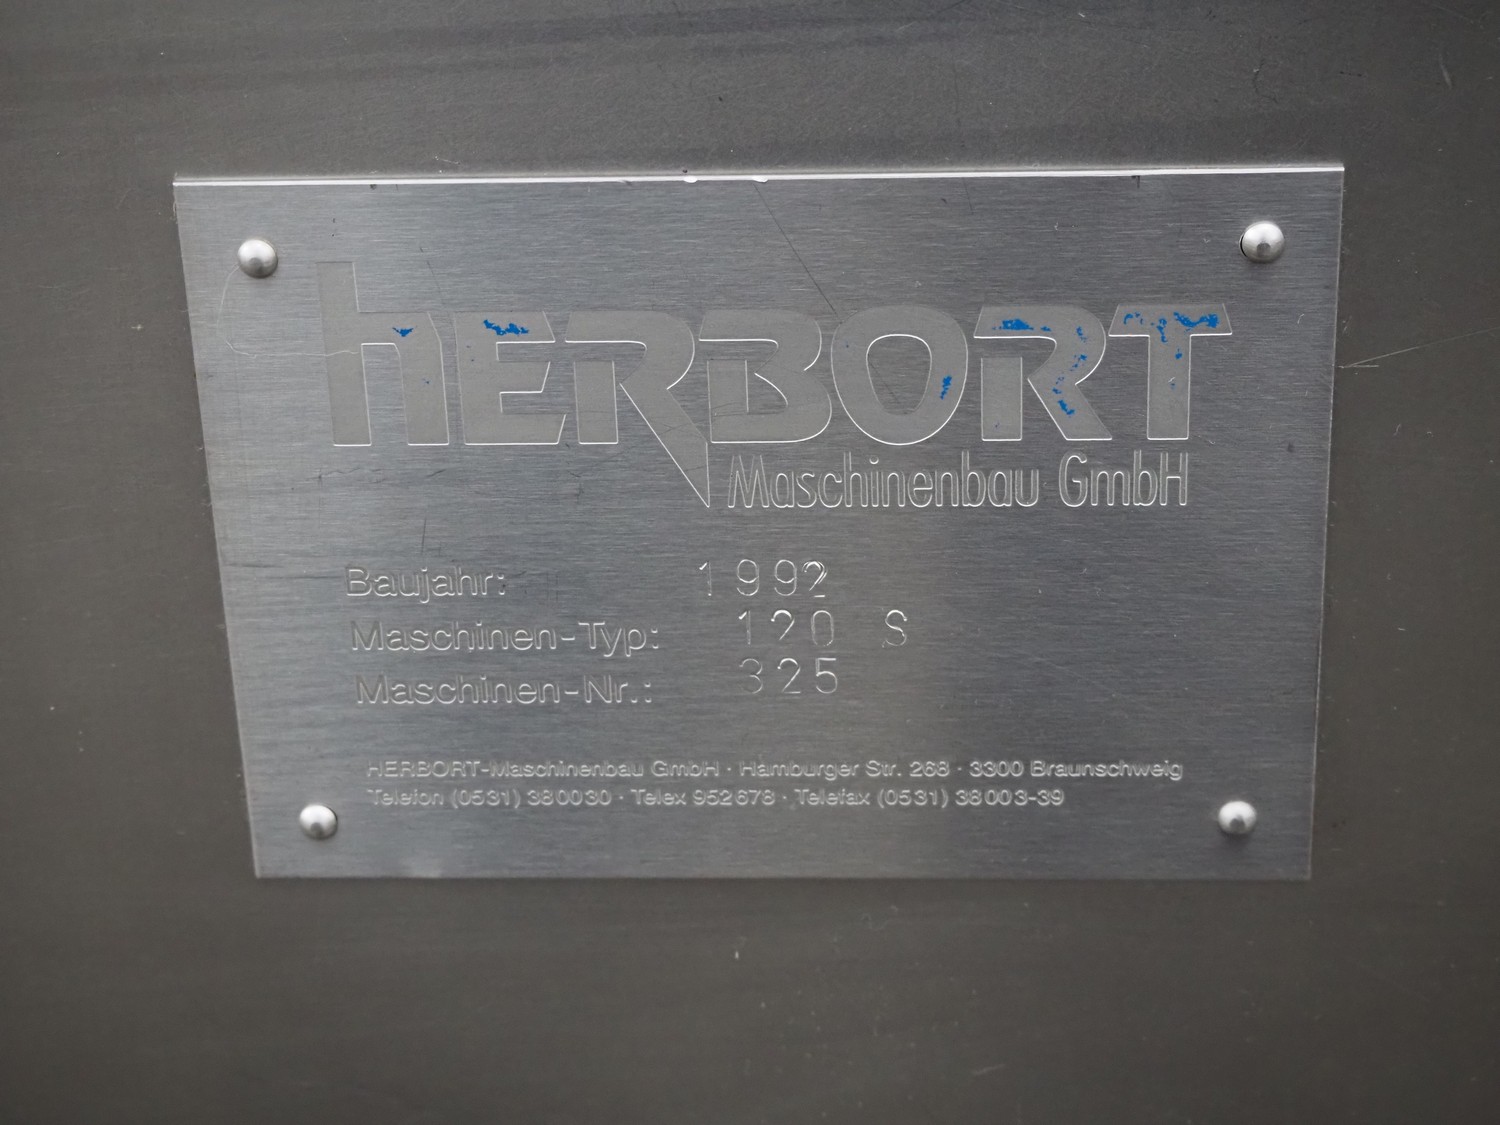 hERBORT
Maschinenbau GmbH
Baujahr: 1992
Maschinen-Typ: 120 S
Maschinen-Nr.: 325
HERBORT-Maschinenbau GmbH · Hamburger Str. 268 · 3300 Braunschweig
Telefon (0531) 380030 · Telex 952678 · Telefax (0531) 38003-39